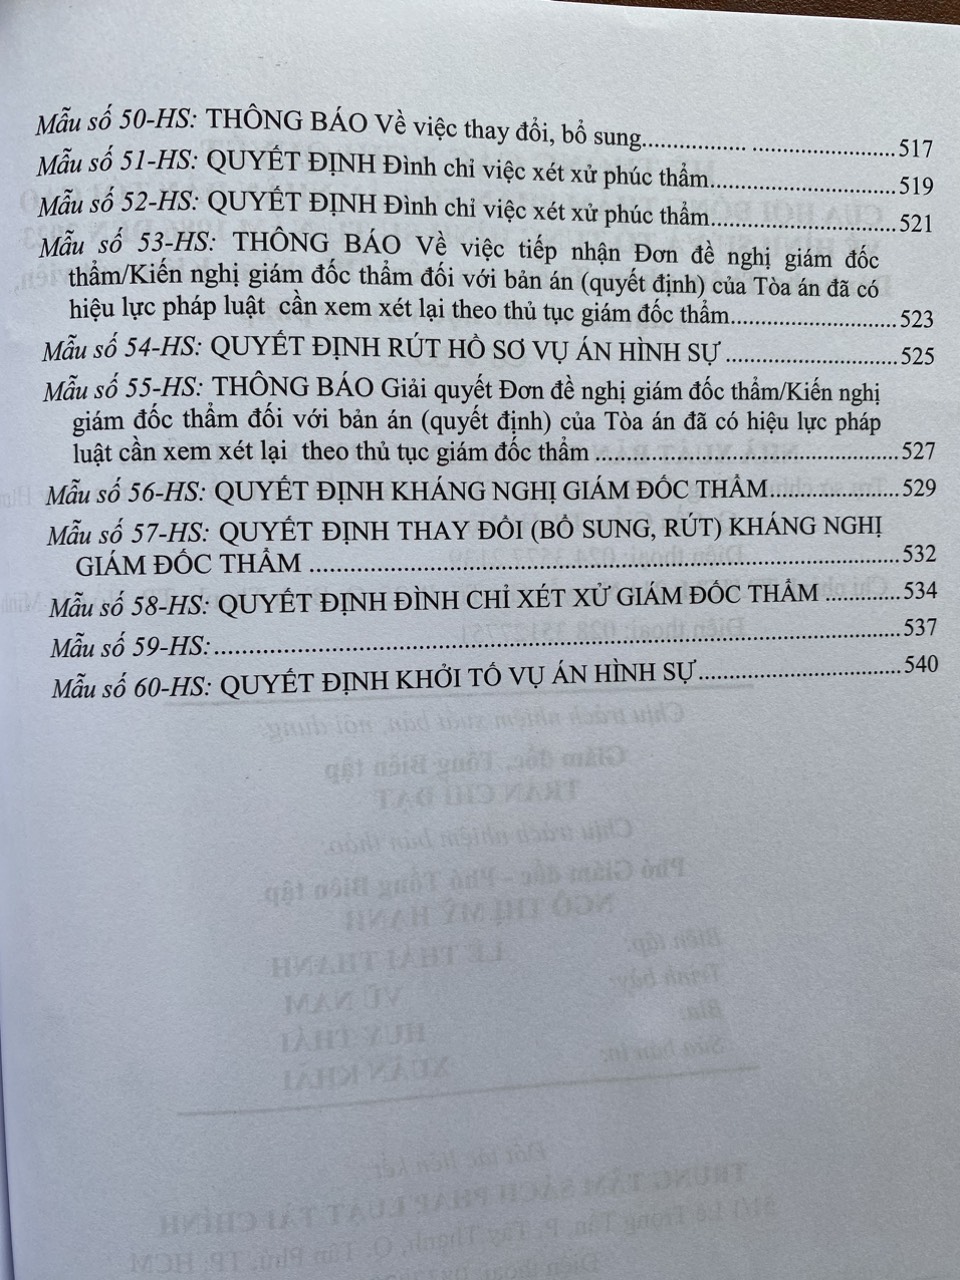 Mẫu số 50-HS: THÔNG BÁO Về việc thay đổi, bổ sung................. .......................517
Mẫu số 51-HS: QUYẾT ĐỊNH Đình chỉ việc xét xử phúc thẩm.............................519
Mẫu số 52-HS: QUYẾT ĐỊNH Đình chỉ việc xét xử phúc thẩm.............................521
Mẫu số 53-HS: THÔNG BÁO Về việc tiếp nhận Đơn đề nghị giám đốc
thẩm/Kiến nghị giám đốc thẩm đối với bản án (quyết định) của Tòa án đã có
hiệu lực pháp luật cần xem xét lại theo thủ tục giám đốc thẩm..........................523
Mẫu số 54-HS: QUYẾT ĐỊNH RÚT HỒ SƠ VỤ ÁN HÌNH SỰ ..........................525
Mẫu số 55-HS: THÔNG BÁO Giải quyết Đơn đề nghị giám đốc thẩm/Kiến nghị
giám đốc thẩm đối với bản án (quyết định) của Tòa án đã có hiệu lực pháp
luật cần xem xét lại theo thủ tục giám đốc thẩm ..............................................527
Mẫu số 56-HS: QUYẾT ĐỊNH KHÁNG NGHỊ GIÁM ĐỐC THẨM....................529
Mẫu số 57-HS: QUYẾT ĐỊNH THAY ĐỔI (BỔ SUNG, RÚT) KHÁNG NGHỊ
GIÁM ĐỐC THẨM ..........................................................................................532
Mẫu số 58-HS: QUYẾT ĐỊNH ĐÌNH CHỈ XÉT XỬ GIÁM ĐỐC THẨM ...........534
Mẫu số 59-HS:.....................................................................................................537
Mẫu số 60-HS: QUYẾT ĐỊNH KHỞI TỐ VỤ ÁN HÌNH SỰ..............................540